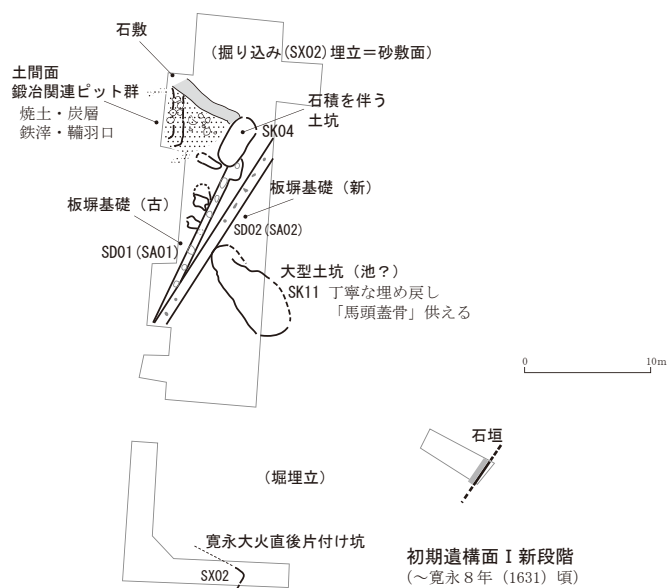 石敷
(掘り込み(SX02)埋立＝砂敷面)
土間面
鍛冶関連ピット群
焼土・炭層
鉄滓・鞴羽口
石積を伴う
土坑
SK04
板塀基礎（新）
SD02(SA02)
板塀基礎（古）
SD01(SA01)
大型土坑（池？）
SK11 丁寧な埋め戻し
「馬頭蓋骨」供える
0 10m
石垣
（堀埋立）
寛永大火直後片付け坑
SX02
初期遺構面Ⅰ新段階
(～寛永８年（1631）頃)